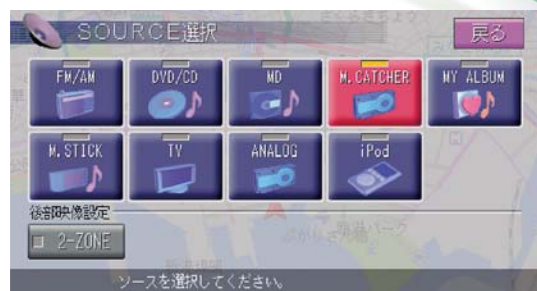 SOURCE選択
戻る
FM/AM
DVD/CD
MD
M.CATCHER
MY ALBUM
M.STICK
TV
ANALOG
iPod
後部映像設定
2-ZONE
ソースを選択してください。